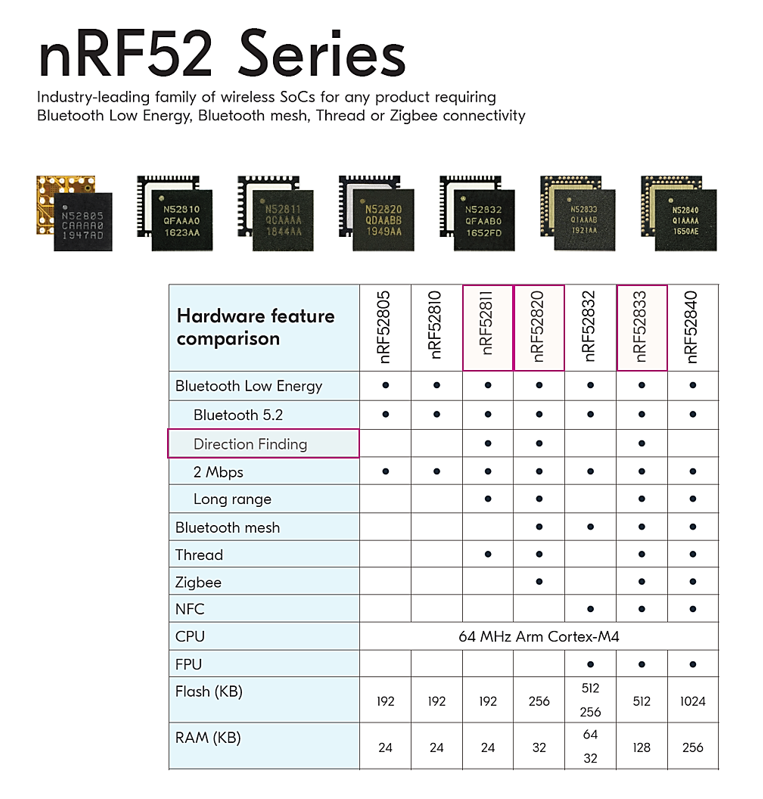 nRF52 Series
Industry-leading family of wireless SoCs for any product requiring
Bluetooth Low Energy, Bluetooth mesh, Thread or Zigbee connectivity
N52805
CAAAA0
1947AD
N52810
QFAAA0
1623AA
N52811
QCAAAA
1844AA
N52820
QDAABB
1949AA
N52832
QFAAB0
1652FD
N52833
QIAAAB
1921AA
N52840
QIAAAA
1650AE
Hardware feature
comparison
nRF52805 nRF52810 nRF52811 nRF52820 nRF52832 nRF52833 nRF52840
Bluetooth Low Energy • • • • • • •
Bluetooth 5.2 • • • • • • •
Direction Finding • • •
2 Mbps • • • • • • •
Long range • • • •
Bluetooth mesh • • • •
Thread • • • •
Zigbee • • •
NFC • • •
CPU 64 MHz Arm Cortex-M4
FPU • • •
Flash (KB) 192 192 192 256 512 256 512 1024
RAM (KB) 24 24 24 32 64 32 128 256